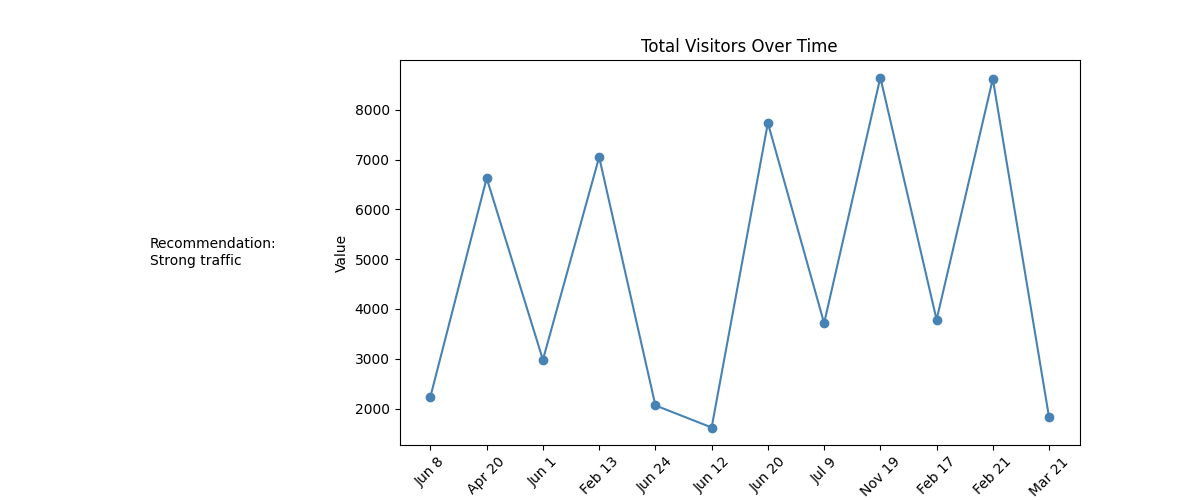 Total Visitors Over Time
Recommendation:
Strong traffic
Value
8000
7000
6000
5000
4000
3000
2000
Jun 8
Apr 20
Jun 1
Feb 13
Jun 24
Jun 12
Jun 20
Jul 9
Nov 19
Feb 17
Feb 21
Mar 21